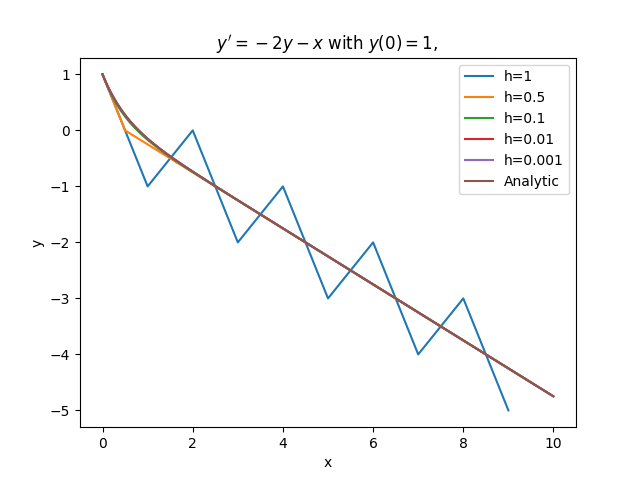 y′ = −2y − x with y(0) = 1,
h=1
h=0.5
h=0.1
h=0.01
h=0.001
Analytic
1
0
−1
−2
−3
−4
−5
y
0 2 4 6 8 10
x